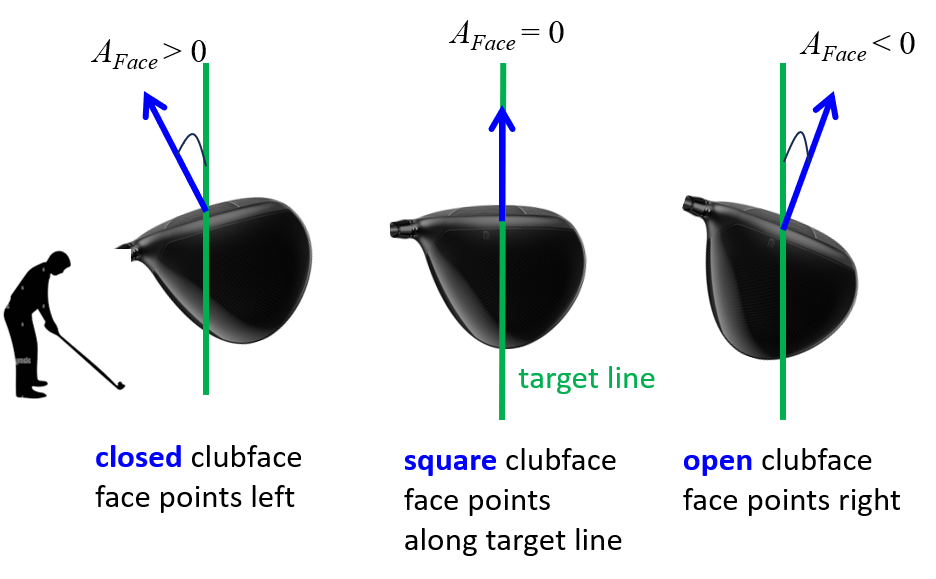 A_Face > 0
A_Face = 0
A_Face < 0
target line
closed clubface
face points left
square clubface
face points
along target line
open clubface
face points right